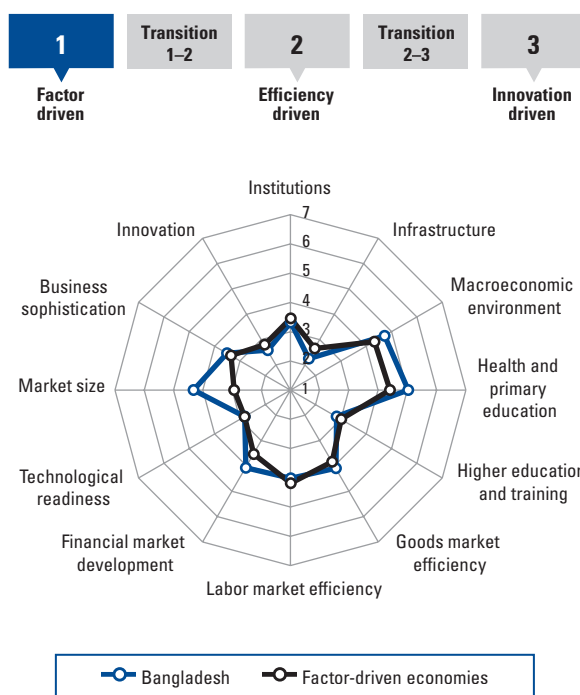 1
Transition
1–2
2
Transition
2–3
3
Factor
driven
Efficiency
driven
Innovation
driven
Institutions
7
6
5
4
3
2
1
Infrastructure
Macroeconomic
environment
Health and
primary
education
Higher education
and training
Goods market
efficiency
Labor market efficiency
Financial market
development
Technological
readiness
Market size
Business
sophistication
Innovation
Bangladesh
Factor-driven economies